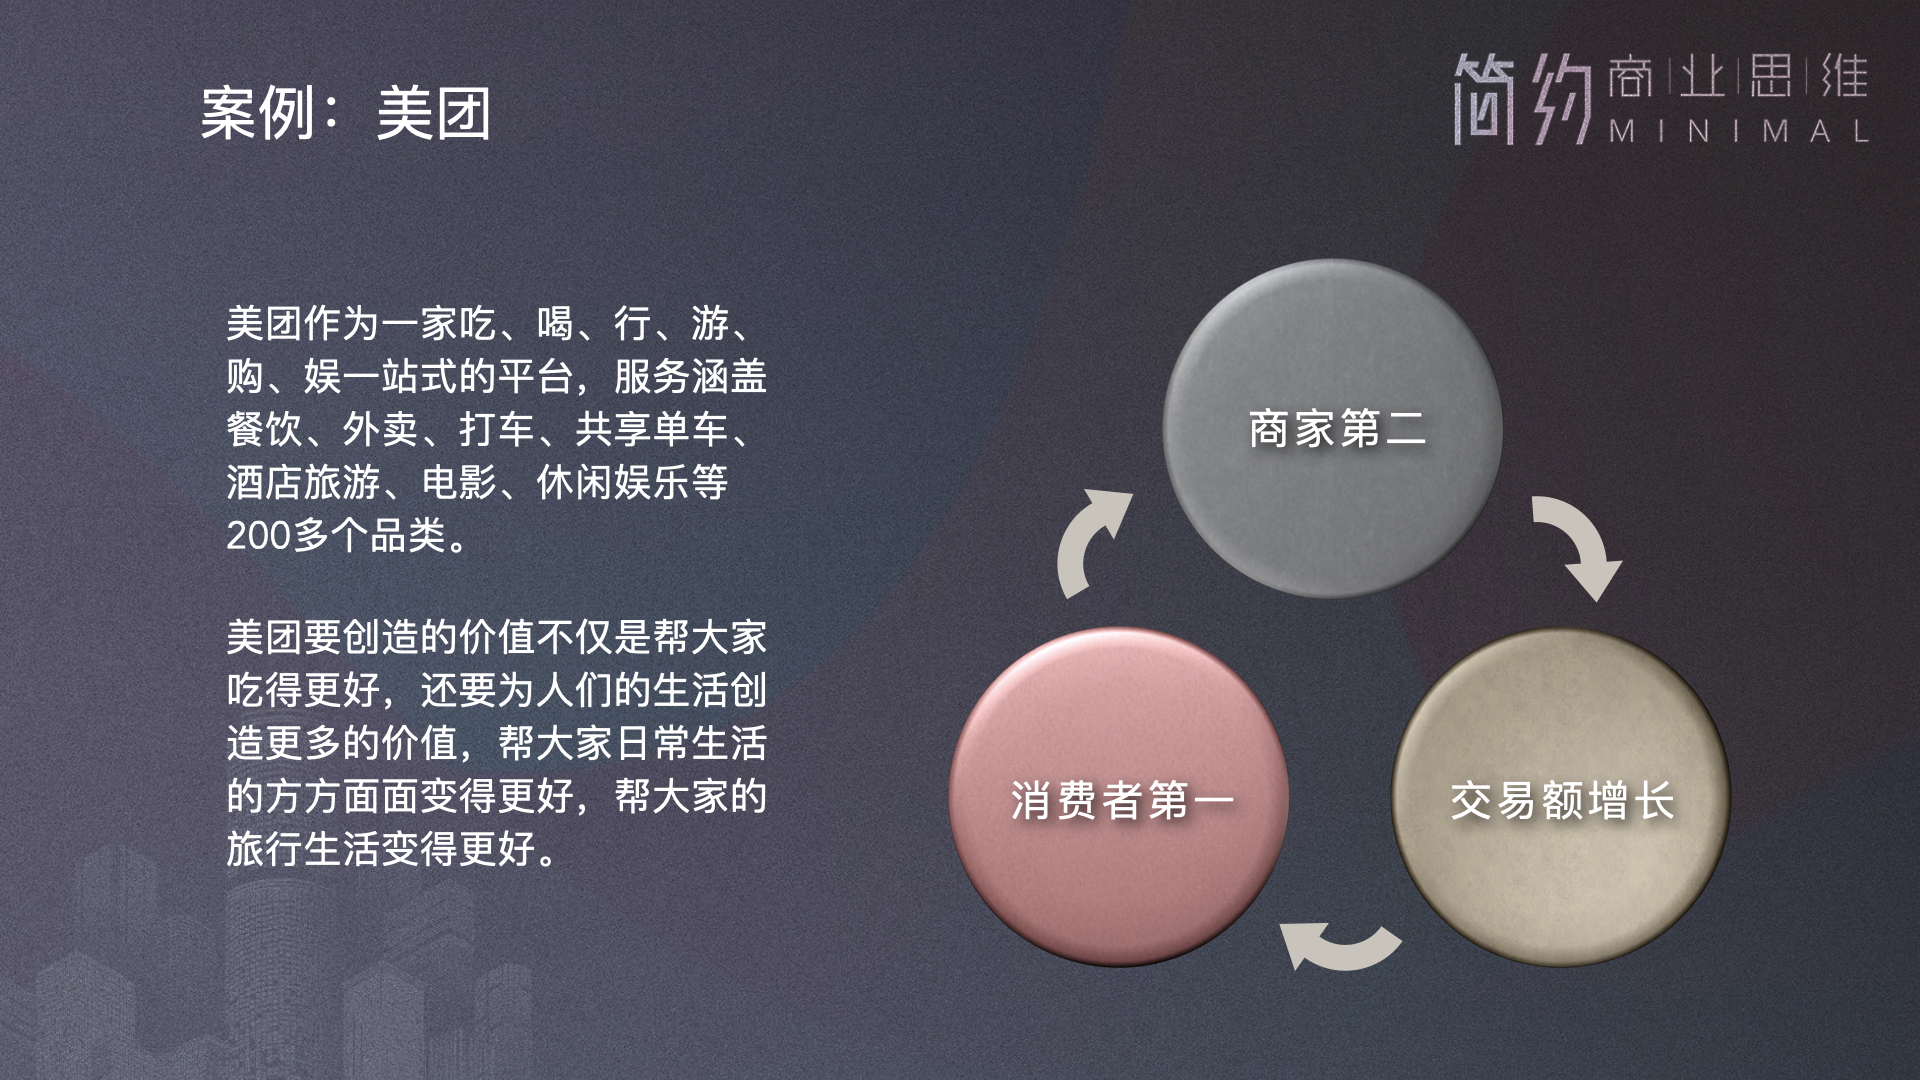 案例：美团
简约商业思维
MINIMAL
美团作为一家吃、喝、行、游、
购、娱一站式的平台，服务涵盖
餐饮、外卖、打车、共享单车、
酒店旅游、电影、休闲娱乐等
200多个品类。
美团要创造的价值不仅是帮大家
吃得更好，还要为人们的生活创
造更多的价值，帮大家日常生活
的方方面面变得更好，帮大家的
旅行生活变得更好。
商家第二
消费者第一
交易额增长